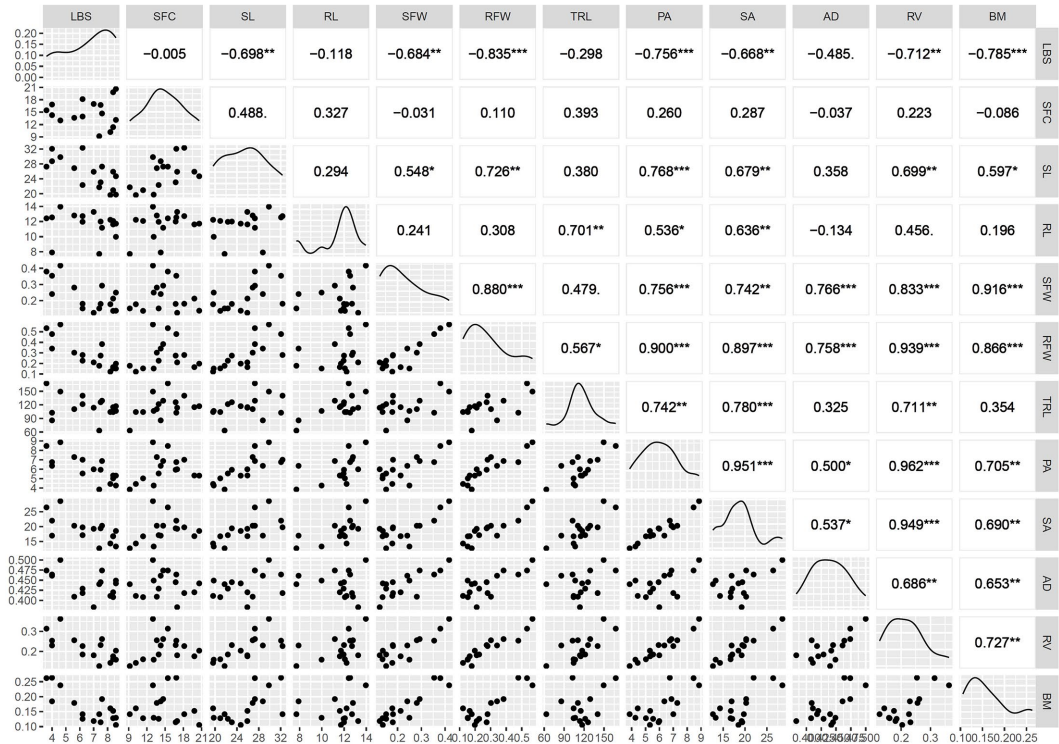 LBS SFC SL RL SFW RFW TRL PA SA AD RV BM
0.20 0.15 0.10 0.05 0.00 −0.005 −0.698** −0.118 −0.684** −0.835*** −0.298 −0.756*** −0.668** −0.485. −0.712** −0.785*** LBS
21 18 15 12 9 0.488. 0.327 −0.031 0.110 0.393 0.260 0.287 −0.037 0.223 −0.086 SFC
32 28 24 20 0.294 0.548* 0.726** 0.380 0.768*** 0.679** 0.358 0.699** 0.597* SL
14 12 10 8 0.241 0.308 0.701** 0.536* 0.636** −0.134 0.456. 0.196 RL
0.4 0.3 0.2 0.880*** 0.479. 0.756*** 0.742** 0.766*** 0.833*** 0.916*** SFW
0.5 0.4 0.3 0.2 0.1 0.567* 0.900*** 0.897*** 0.758*** 0.939*** 0.866*** RFW
150 120 90 60 0.742** 0.780*** 0.325 0.711** 0.354 TRL
9 8 7 6 5 4 0.951*** 0.500* 0.962*** 0.705** PA
25 20 15 0.537* 0.949*** 0.690** SA
0.500 0.475 0.450 0.425 0.400 0.686** 0.653** AD
0.3 0.2 0.727** RV
0.25 0.20 0.15 0.10 BM
4 5 6 7 8 9 12 15 18 21 20 24 28 32 8 10 12 14 0.2 0.3 0.4 0.1 0.2 0.3 0.4 0.5 60 90 120 150 4 5 6 7 8 9 15 20 25 0.2 0.3 0.10 0.15 0.20 0.25